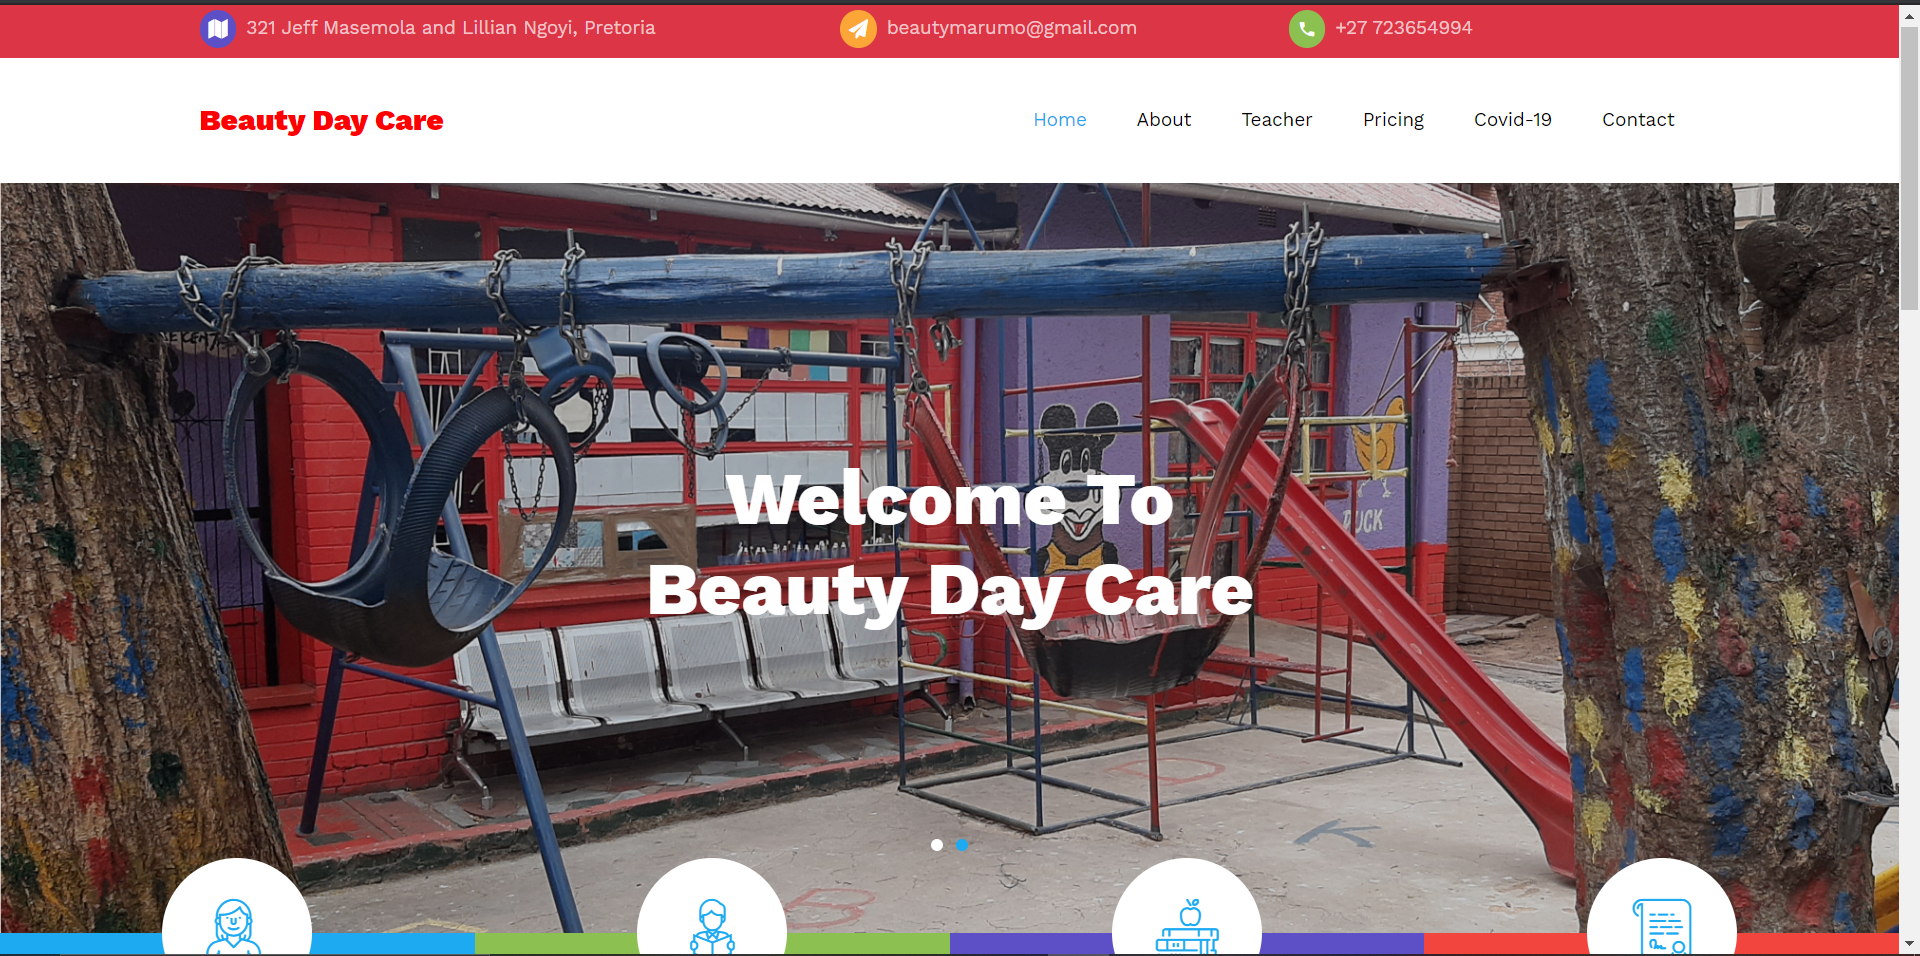 321 Jeff Masemola and Lillian Ngoyi, Pretoria
beautymarumo@gmail.com
+27 723654994
Beauty Day Care
Home
About
Teacher
Pricing
Covid-19
Contact
Welcome To
Beauty Day Care
DUCK
D
K
B